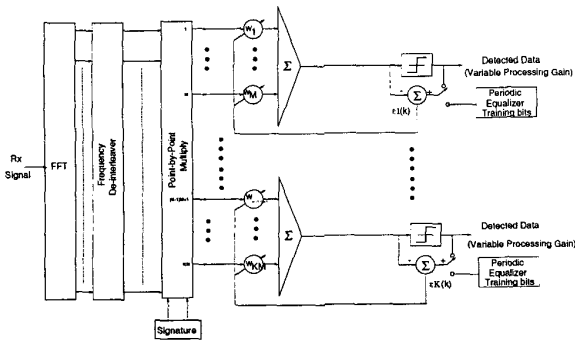 Rx
Signal
FFT
Frequency
De-interleaver
Point-by-Point
Multiply
Signature
1
W1
M
WM
Σ
ε1(k)
-
Σ
+
Detected Data
(Variable Processing Gain)
Periodic
Equalizer
Training bits
W
KM
WKM
Σ
εK(k)
-
Σ
+
Detected Data
(Variable Processing Gain)
Periodic
Equalizer
Training bits